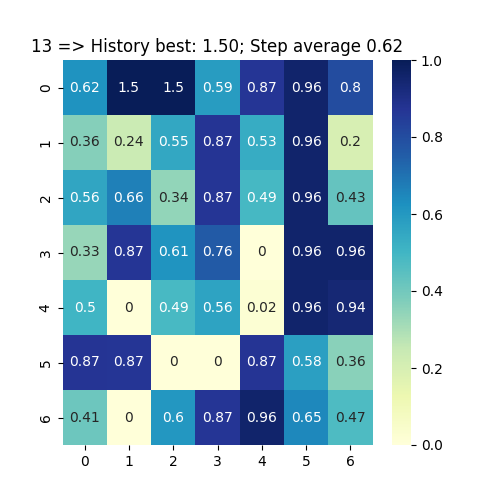 13 => History best: 1.50; Step average 0.62
0 0.62 1.5 1.5 0.59 0.87 0.96 0.8
1 0.36 0.24 0.55 0.87 0.53 0.96 0.2
2 0.56 0.66 0.34 0.87 0.49 0.96 0.43
3 0.33 0.87 0.61 0.76 0 0.96 0.96
4 0.5 0 0.49 0.56 0.02 0.96 0.94
5 0.87 0.87 0 0 0.87 0.58 0.36
6 0.41 0 0.6 0.87 0.96 0.65 0.47
0 1 2 3 4 5 6
1.0
0.8
0.6
0.4
0.2
0.0